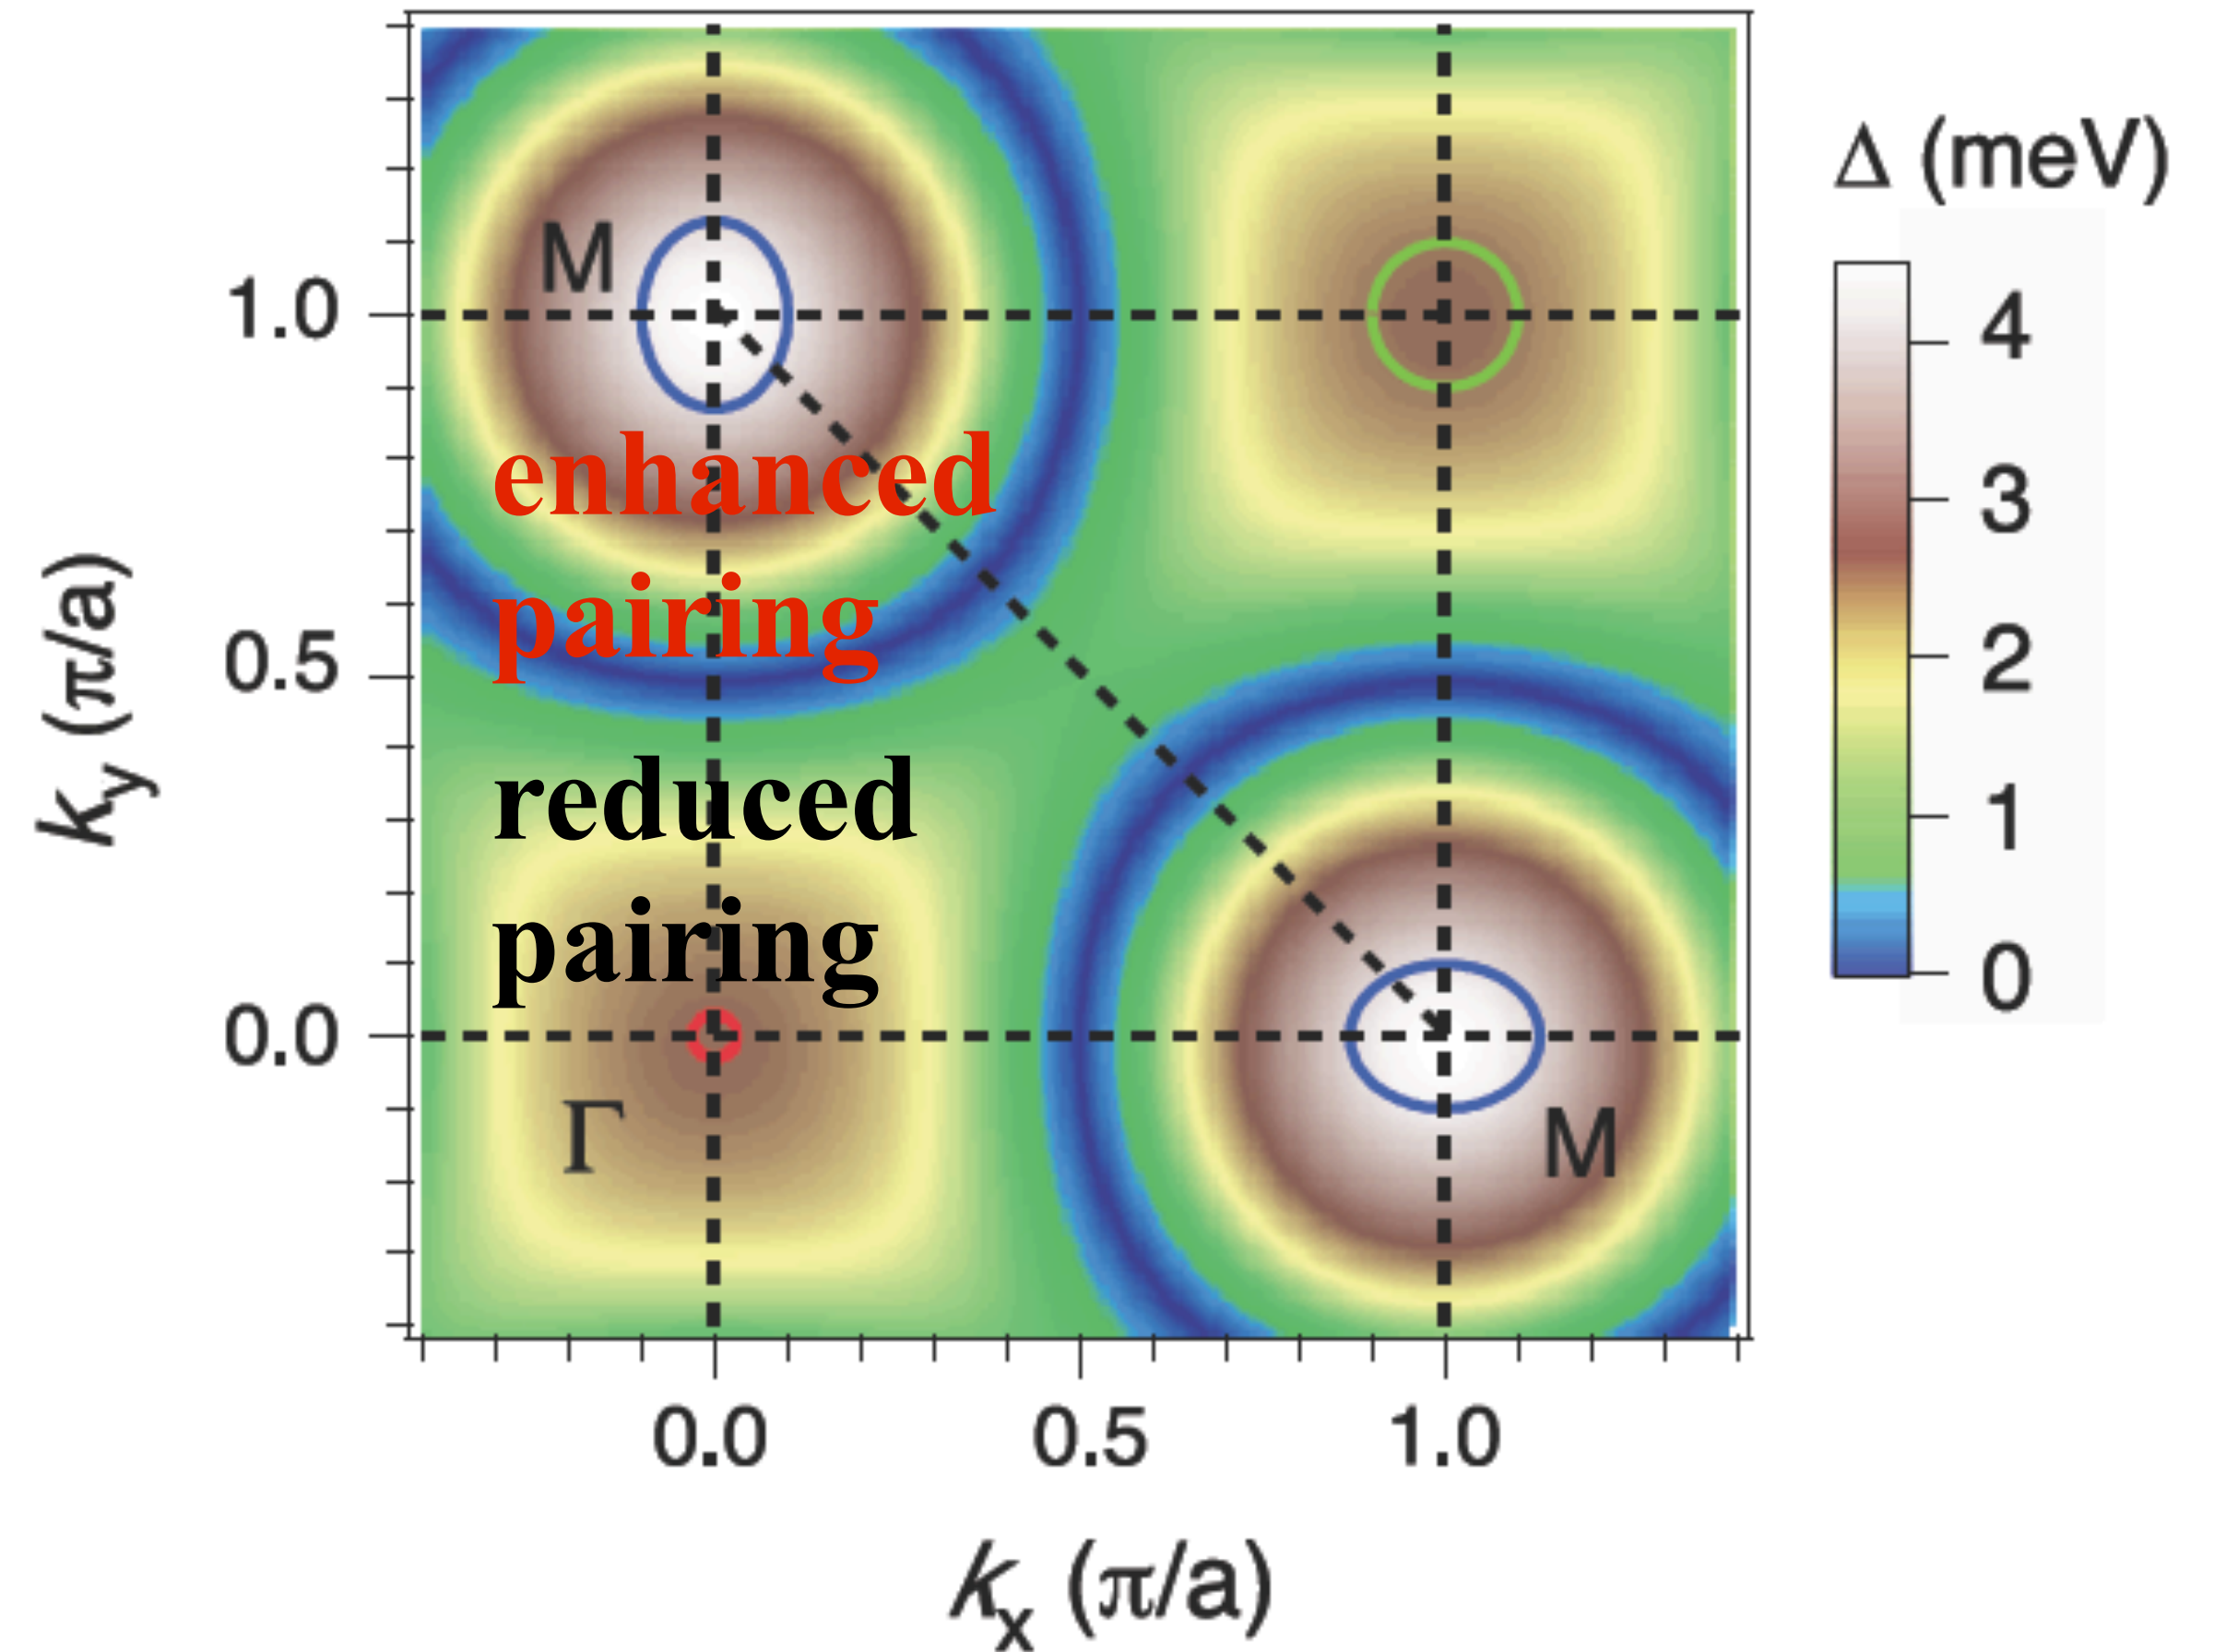 Δ (meV)
4
3
2
1
0
M
enhanced
pairing
reduced
pairing
Γ
M
1.0
0.5
0.0
k_y (π/a)
0.0 0.5 1.0
k_x (π/a)